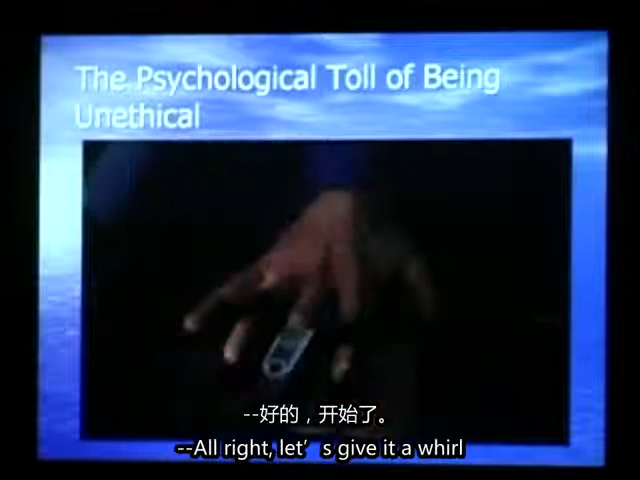 The Psychological Toll of Being
Unethical
--好的，开始了。
--All right, let's give it a whirl